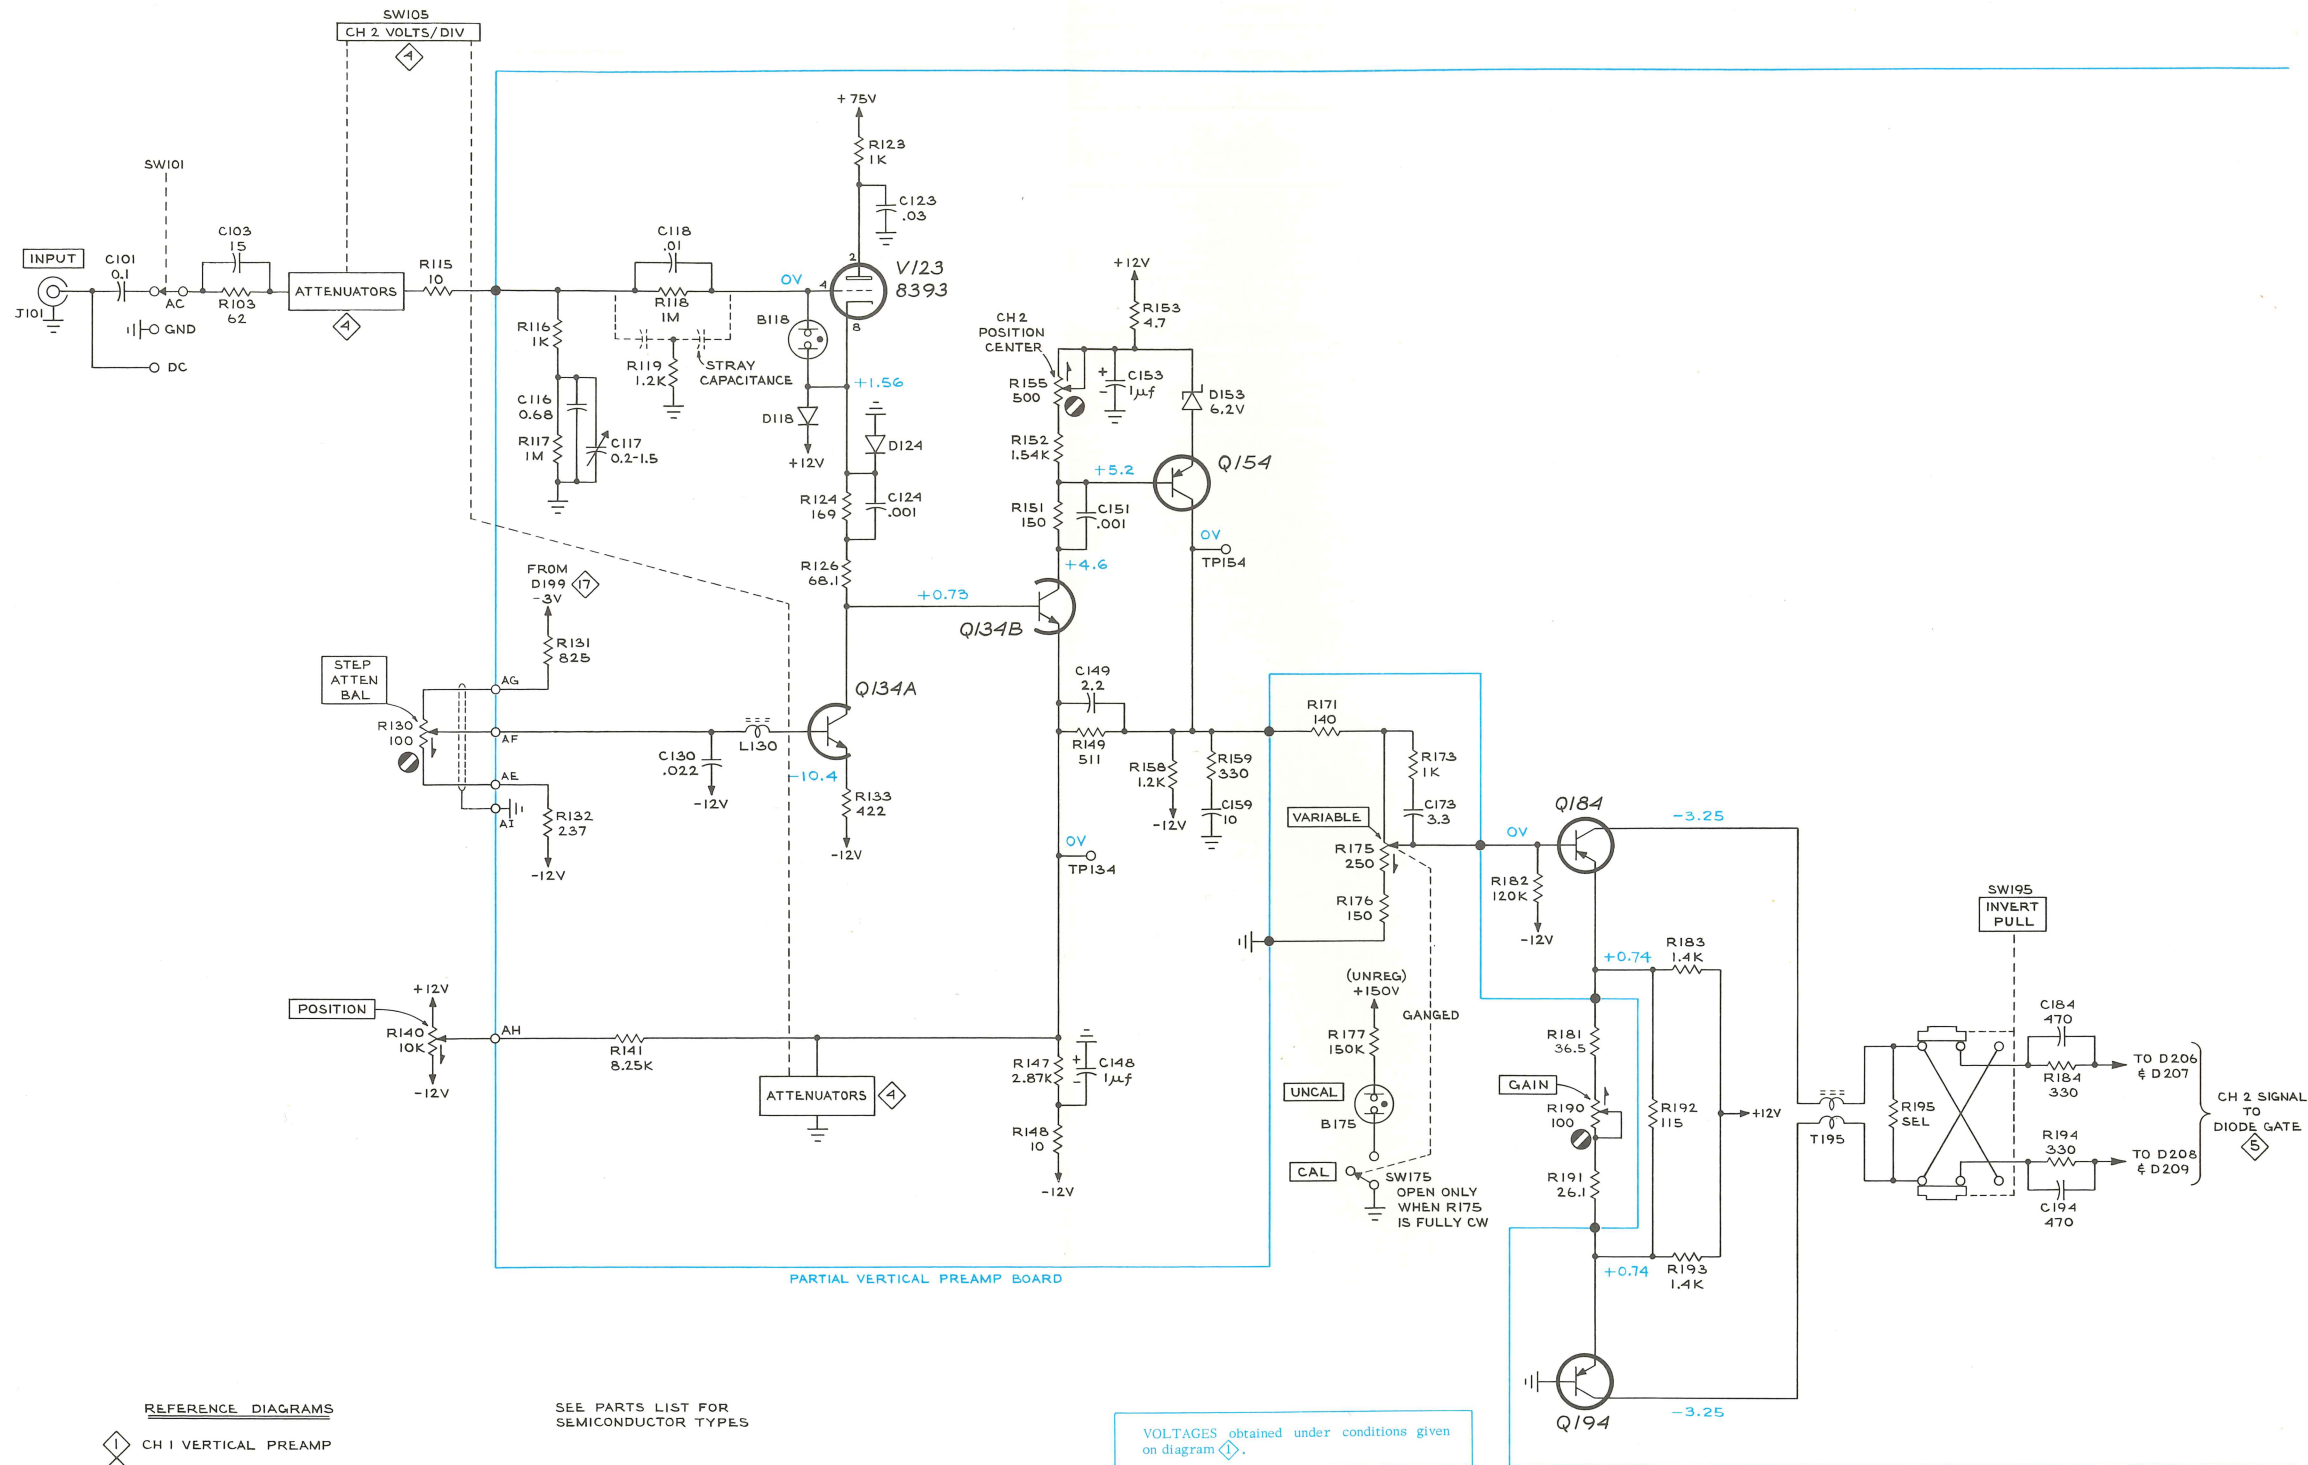 SW105
CH 2 VOLTS/DIV
4
+75V
R123
1K
C123
.03
SW101
INPUT
J101
C101
0.1
AC
GND
DC
C103
15
R103
62
ATTENUATORS
4
R115
10
C118
.01
R118
1M
R116
1K
R119
1.2K
STRAY
CAPACITANCE
C116
0.68
R117
1M
C117
0.2-1.5
0V
2
4
8
V123
8393
B118
+1.56
D118
+12V
D124
R124
169
C124
.001
R126
68.1
+12V
R153
4.7
CH 2
POSITION
CENTER
R155
500
+
-
C153
1µf
D153
6.2V
R152
1.54K
+5.2
Q154
R151
150
C151
.001
0V
TP154
+4.6
+0.73
Q134B
FROM
D199 17
-3V
R131
825
STEP
ATTEN
BAL
R130
100
AG
AF
AE
AI
R132
237
-12V
C130
.022
-12V
L130
Q134A
-10.4
R133
422
-12V
C149
2.2
R149
511
R158
1.2K
-12V
R159
330
C159
10
0V
TP134
R171
140
R173
1K
C173
3.3
VARIABLE
R175
250
R176
150
0V
Q184
-3.25
R182
120K
-12V
(UNREG)
+150V
R177
150K
GANGED
UNCAL
B175
CAL
SW175
OPEN ONLY
WHEN R175
IS FULLY CW
+0.74
R183
1.4K
R181
36.5
GAIN
R190
100
R192
115
+12V
R191
26.1
+0.74
R193
1.4K
Q194
-3.25
T195
R195
SEL
SW195
INVERT
PULL
C184
470
R184
330
TO D206
& D207
R194
330
C194
470
TO D208
& D209
CH 2 SIGNAL
TO
DIODE GATE
5
POSITION
+12V
R140
10K
-12V
AH
R141
8.25K
ATTENUATORS
4
R147
2.87K
+
-
C148
1µf
R148
10
-12V
PARTIAL VERTICAL PREAMP BOARD
REFERENCE DIAGRAMS
1 CH 1 VERTICAL PREAMP
SEE PARTS LIST FOR
SEMICONDUCTOR TYPES
VOLTAGES obtained under conditions given
on diagram 1.